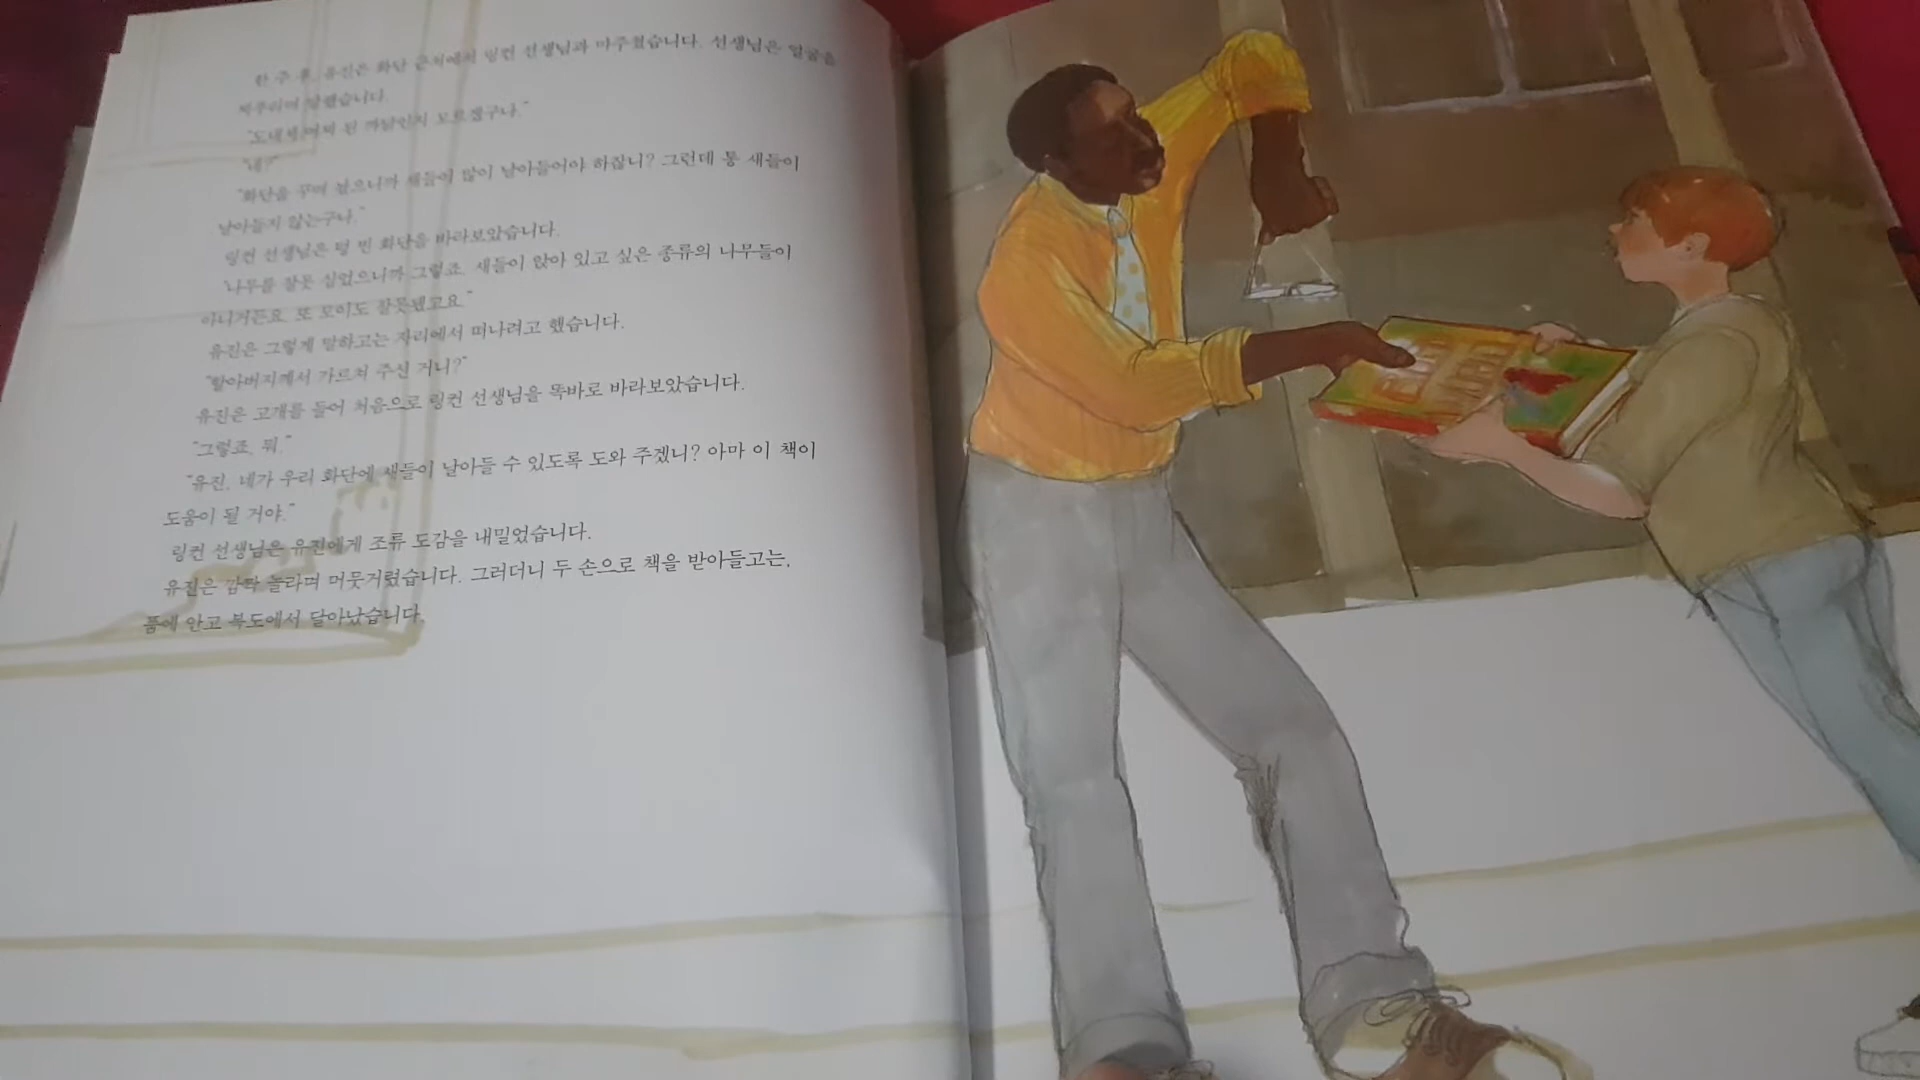 한 주 후, 유진은 화단 근처에서 링컨 선생님과 마주쳤습니다. 선생님은 얼굴을
찌푸리며 말했습니다.
"도대체 어찌 된 까닭인지 모르겠구나."
"네?"
"화단을 꾸며 놨으니까 새들이 많이 날아들어야 하잖니? 그런데 통 새들이
날아들지 않는구나."
링컨 선생님은 텅 빈 화단을 바라보았습니다.
"나무를 잘못 심었으니까 그렇죠. 새들이 앉아 있고 싶은 종류의 나무들이
아니거든요. 또 모이도 잘못됐고요."
유진은 그렇게 말하고는 자리에서 떠나려고 했습니다.
"할아버지께서 가르쳐 주신 거니?"
유진은 고개를 들어 처음으로 링컨 선생님을 똑바로 바라보았습니다.
"그렇죠, 뭐."
"유진, 네가 우리 화단에 새들이 날아들 수 있도록 도와 주겠니? 아마 이 책이
도움이 될 거야."
링컨 선생님은 유진에게 조류 도감을 내밀었습니다.
유진은 깜짝 놀라며 머뭇거렸습니다. 그러더니 두 손으로 책을 받아들고는,
품에 안고 복도에서 달아났습니다.